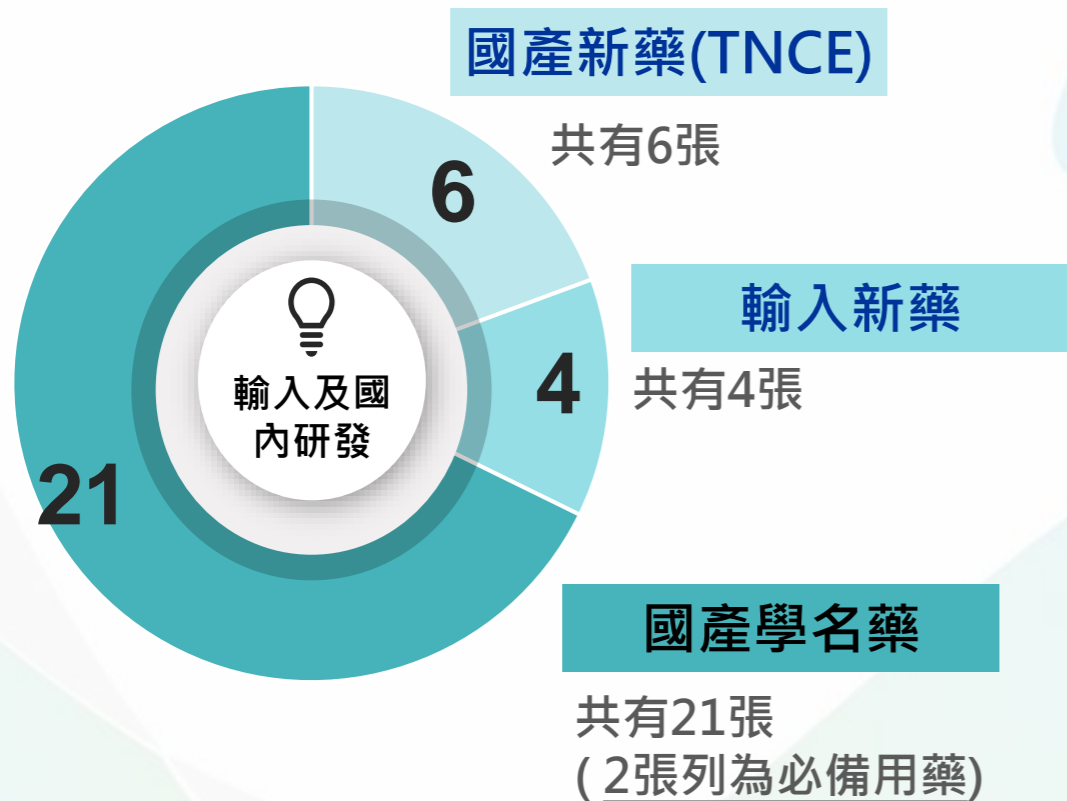 國產新藥(TNCE)
共有6張
6
輸入新藥
共有4張
4
輸入及國
內研發
21
國產學名藥
共有21張
( 2張列為必備用藥)